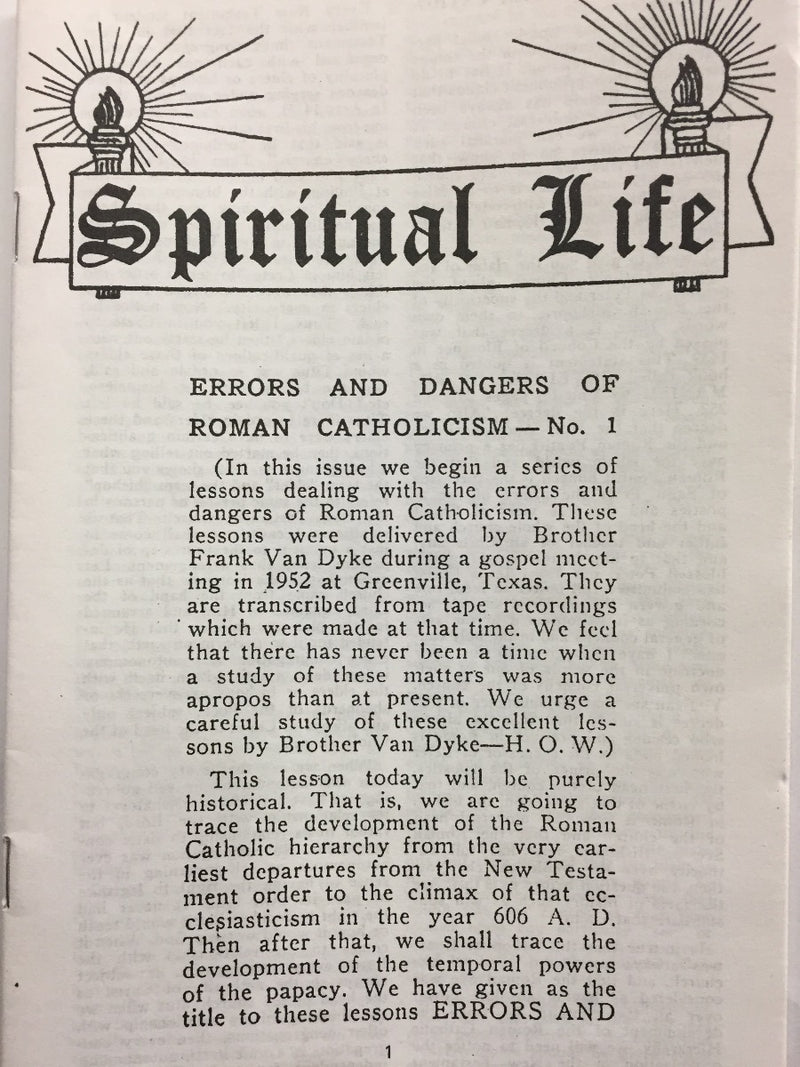 Spiritual Life
ERRORS AND DANGERS OF
ROMAN CATHOLICISM — No. 1
(In this issue we begin a series of
lessons dealing with the errors and
dangers of Roman Catholicism. These
lessons were delivered by Brother
Frank Van Dyke during a gospel meet-
ing in 1952 at Greenville, Texas. They
are transcribed from tape recordings
which were made at that time. We feel
that there has never been a time when
a study of these matters was more
apropos than at present. We urge a
careful study of these excellent les-
sons by Brother Van Dyke—H. O. W.)
This lesson today will be purely
historical. That is, we are going to
trace the development of the Roman
Catholic hierarchy from the very ear-
liest departures from the New Testa-
ment order to the climax of that ec-
clesiasticism in the year 606 A. D.
Then after that, we shall trace the
development of the temporal powers
of the papacy. We have given as the
title to these lessons ERRORS AND
1